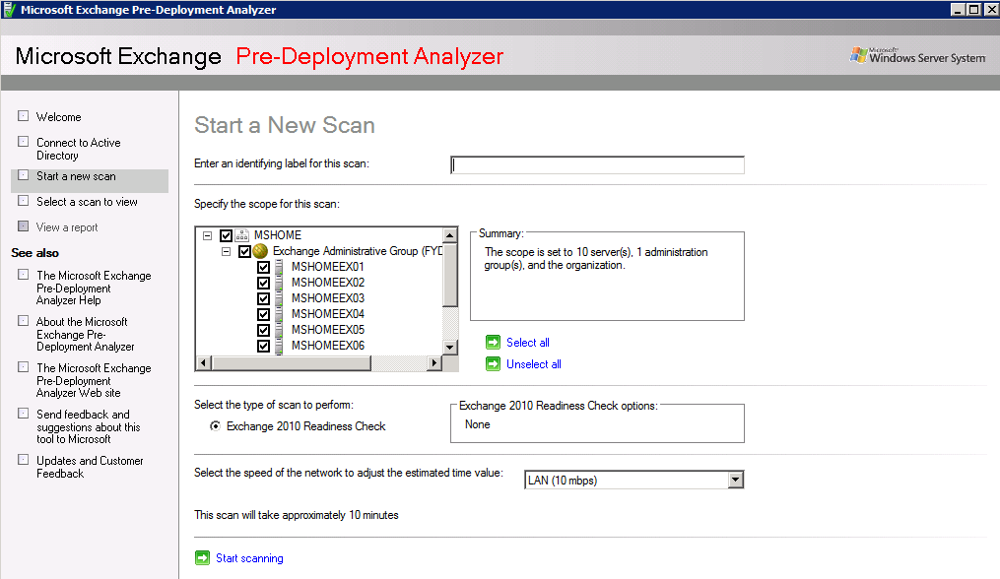 Microsoft Exchange Pre-Deployment Analyzer
Microsoft Exchange Pre-Deployment Analyzer
Microsoft
Windows Server System
Welcome
Connect to Active
Directory
Start a new scan
Select a scan to view
View a report
See also
The Microsoft Exchange
Pre-Deployment
Analyzer Help
About the Microsoft
Exchange Pre-
Deployment Analyzer
The Microsoft Exchange
Pre-Deployment
Analyzer Web site
Send feedback and
suggestions about this
tool to Microsoft
Updates and Customer
Feedback
Start a New Scan
Enter an identifying label for this scan:
Specify the scope for this scan:
MSHOME
Exchange Administrative Group (FYD
MSHOMEEX01
MSHOMEEX02
MSHOMEEX03
MSHOMEEX04
MSHOMEEX05
MSHOMEEX06
Summary:
The scope is set to 10 server(s), 1 administration
group(s), and the organization.
Select all
Unselect all
Select the type of scan to perform:
Exchange 2010 Readiness Check
Exchange 2010 Readiness Check options:
None
Select the speed of the network to adjust the estimated time value:
LAN (10 mbps)
This scan will take approximately 10 minutes
Start scanning